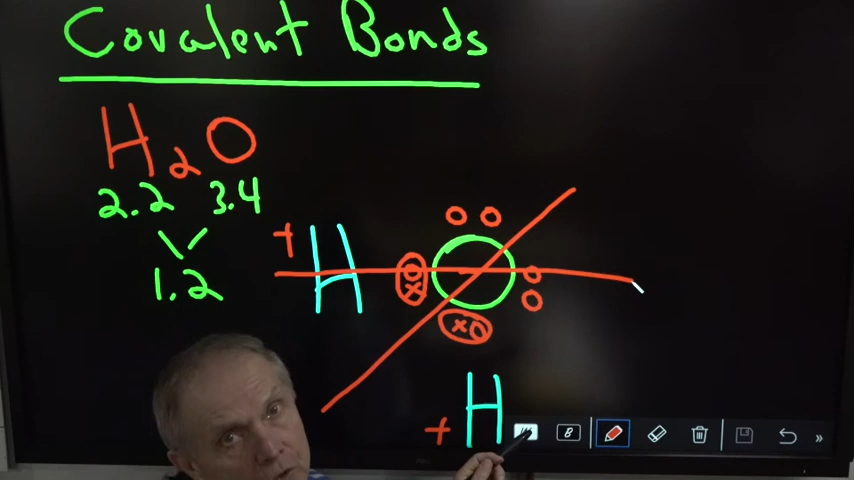 Covalent Bonds
H2O
2.2 3.4
1.2
+ H O
+ H
B